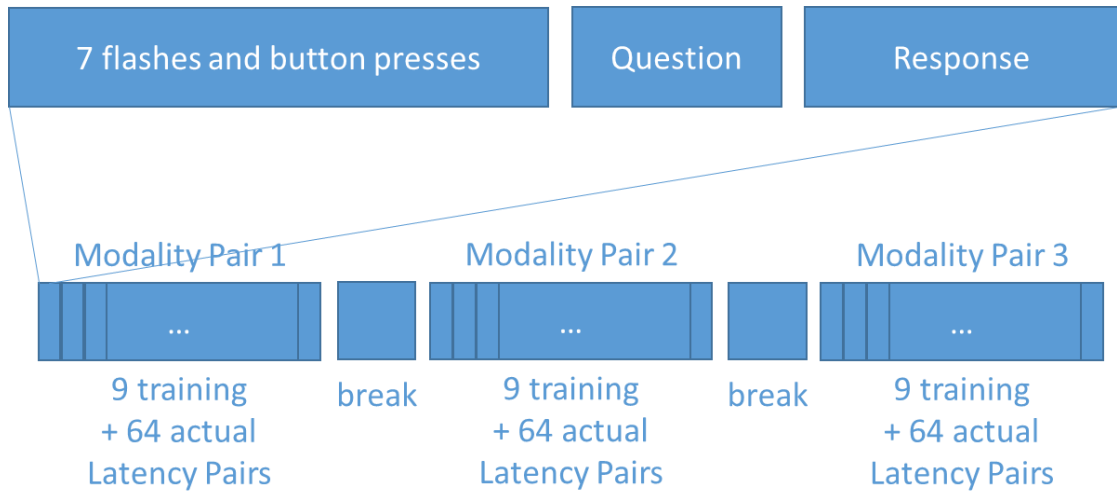 7 flashes and button presses
Question
Response
Modality Pair 1
Modality Pair 2
Modality Pair 3
...
...
...
9 training
+ 64 actual
Latency Pairs
break
9 training
+ 64 actual
Latency Pairs
break
9 training
+ 64 actual
Latency Pairs